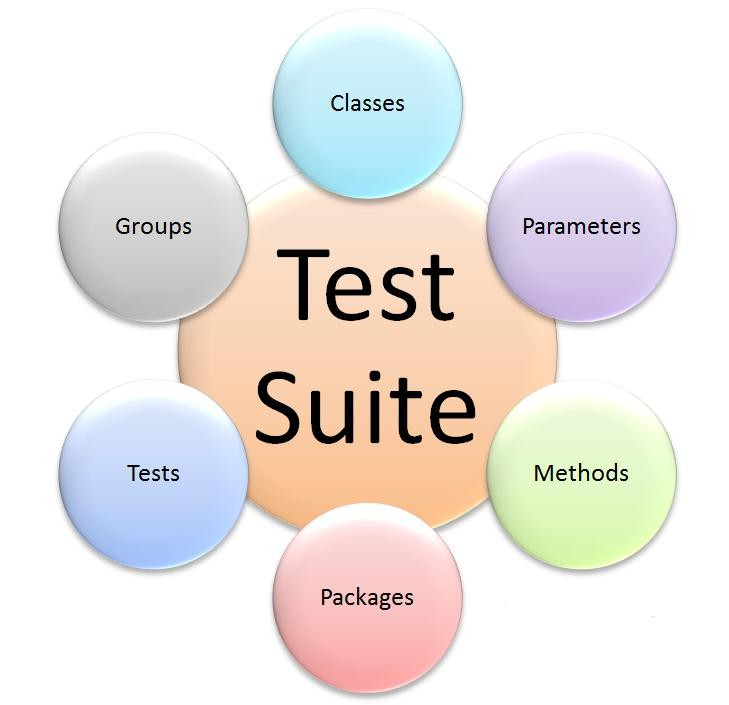 Classes
Groups
Parameters
Test
Suite
Tests
Methods
Packages